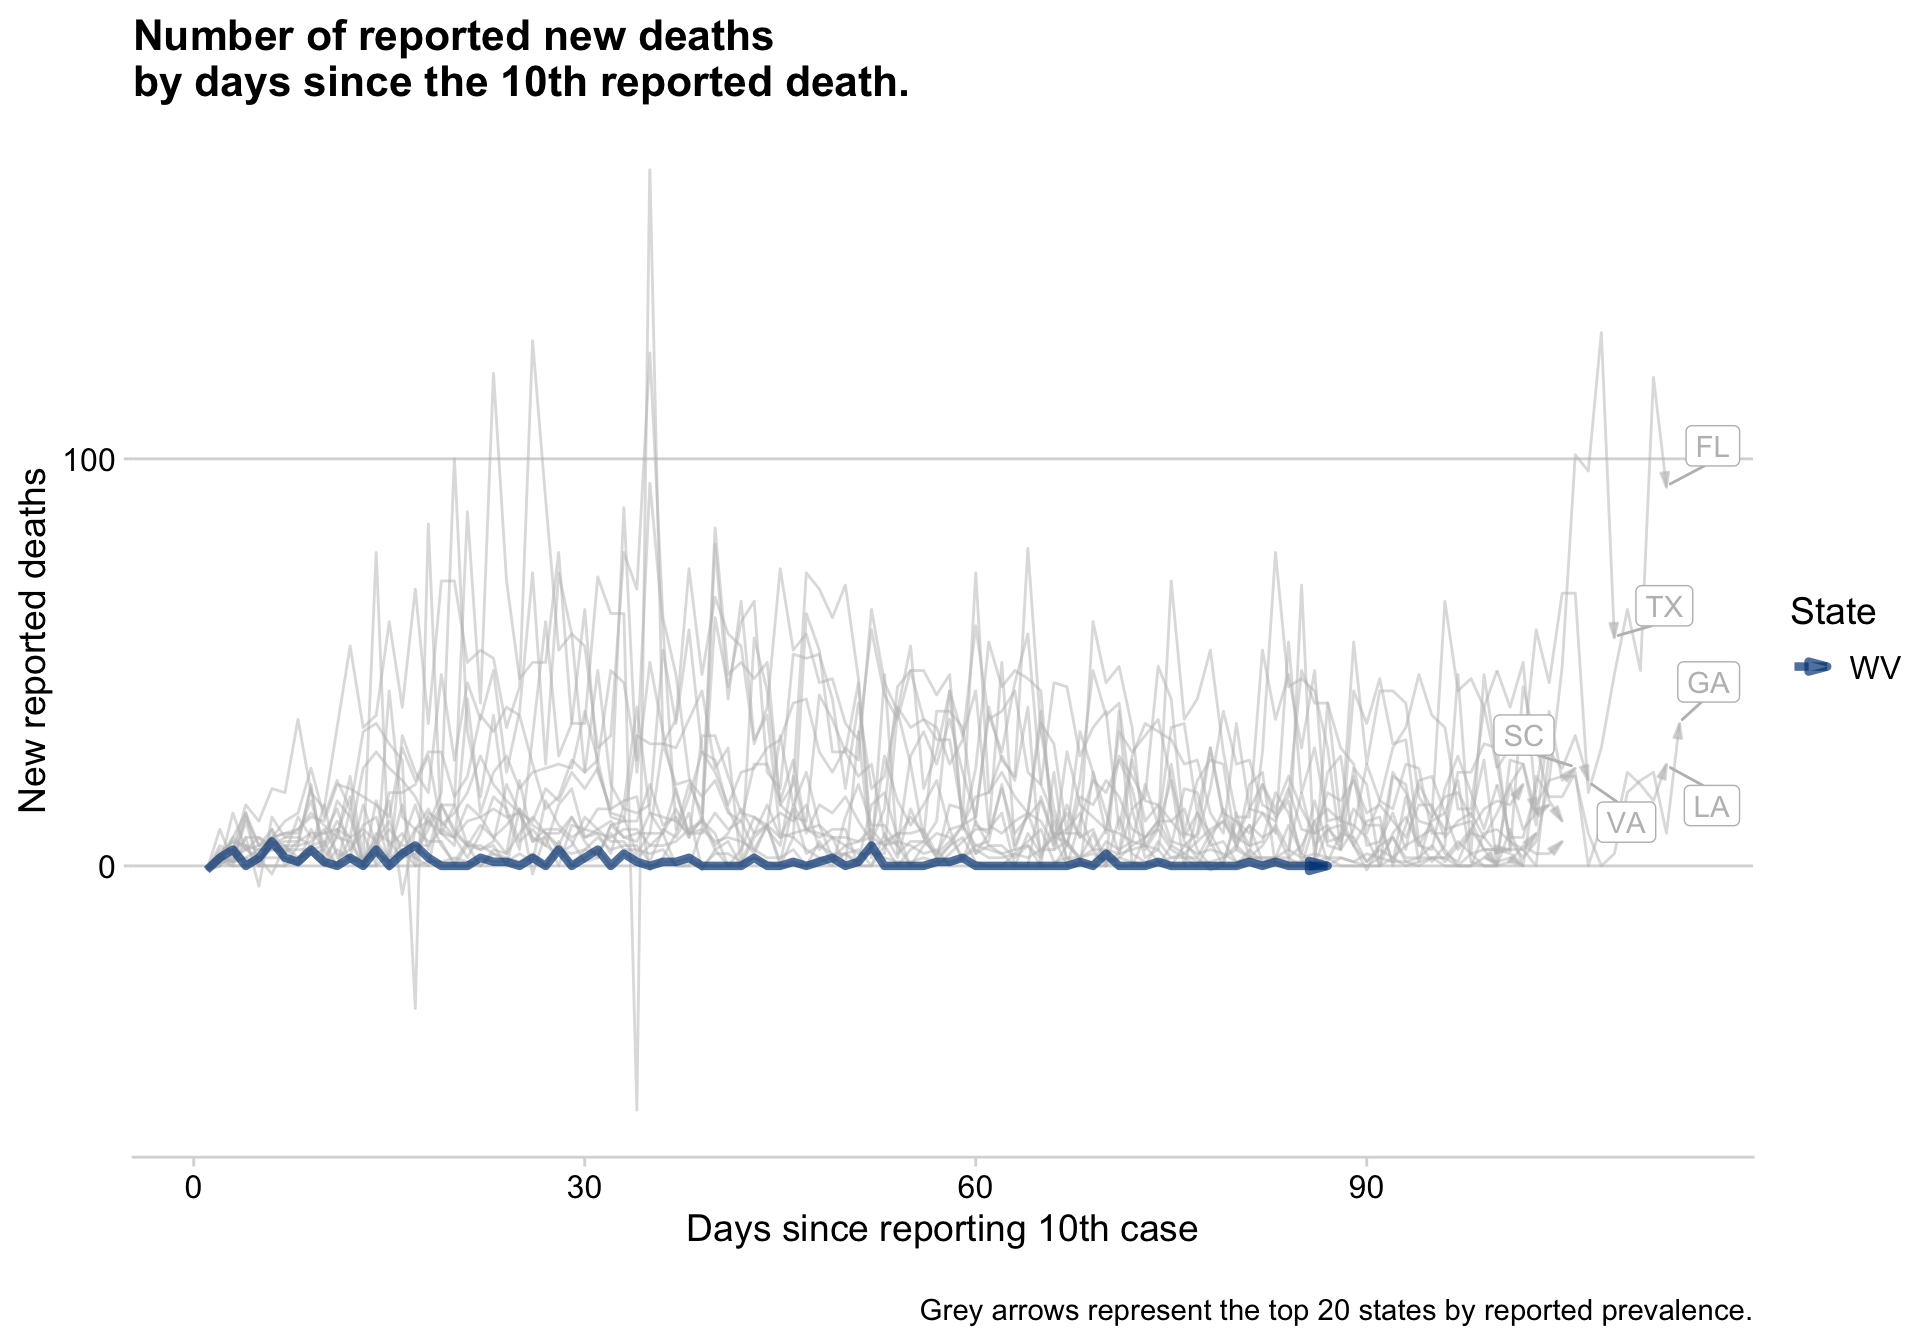 Number of reported new deaths
by days since the 10th reported death.
New reported deaths
100
0
FL
TX
GA
SC
VA
LA
State
WV
0
30
60
90
Days since reporting 10th case
Grey arrows represent the top 20 states by reported prevalence.